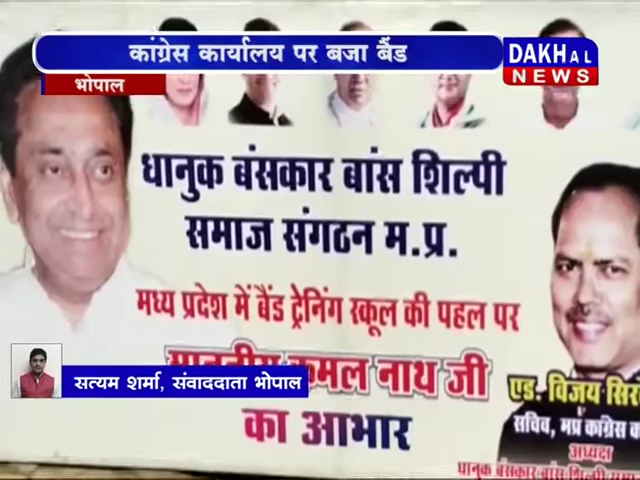 कांग्रेस कार्यालय पर बजा बैंड
DAKHAL
NEWS
भोपाल
धानुक बंसकार बांस शिल्पी
समाज संगठन म.प्र.
मध्य प्रदेश में बैंड ट्रेनिंग स्कूल की पहल पर
माननीय कमल नाथ जी
का आभार
एड. विजय
सचिव, मप्र कांग्रेस
अध्यक्ष
धानुक बंसकार बांस शिल्पी
सत्यम शर्मा, संवाददाता भोपाल